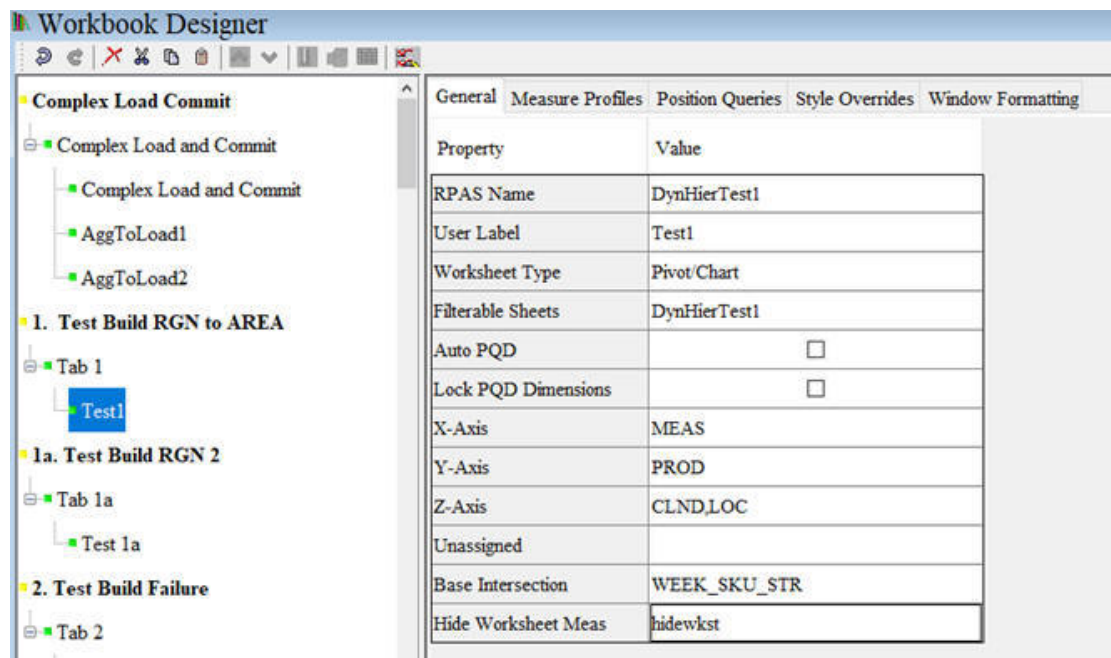 Workbook Designer
Complex Load Commit
Complex Load and Commit
Complex Load and Commit
AggToLoad1
AggToLoad2
1. Test Build RGN to AREA
Tab 1
Test1
1a. Test Build RGN 2
Tab 1a
Test 1a
2. Test Build Failure
Tab 2
General Measure Profiles Position Queries Style Overrides Window Formatting
Property Value
RPAS Name DynHierTest1
User Label Test1
Worksheet Type Pivot/Chart
Filterable Sheets DynHierTest1
Auto PQD
Lock PQD Dimensions
X-Axis MEAS
Y-Axis PROD
Z-Axis CLND,LOC
Unassigned
Base Intersection WEEK_SKU_STR
Hide Worksheet Meas hidewkst